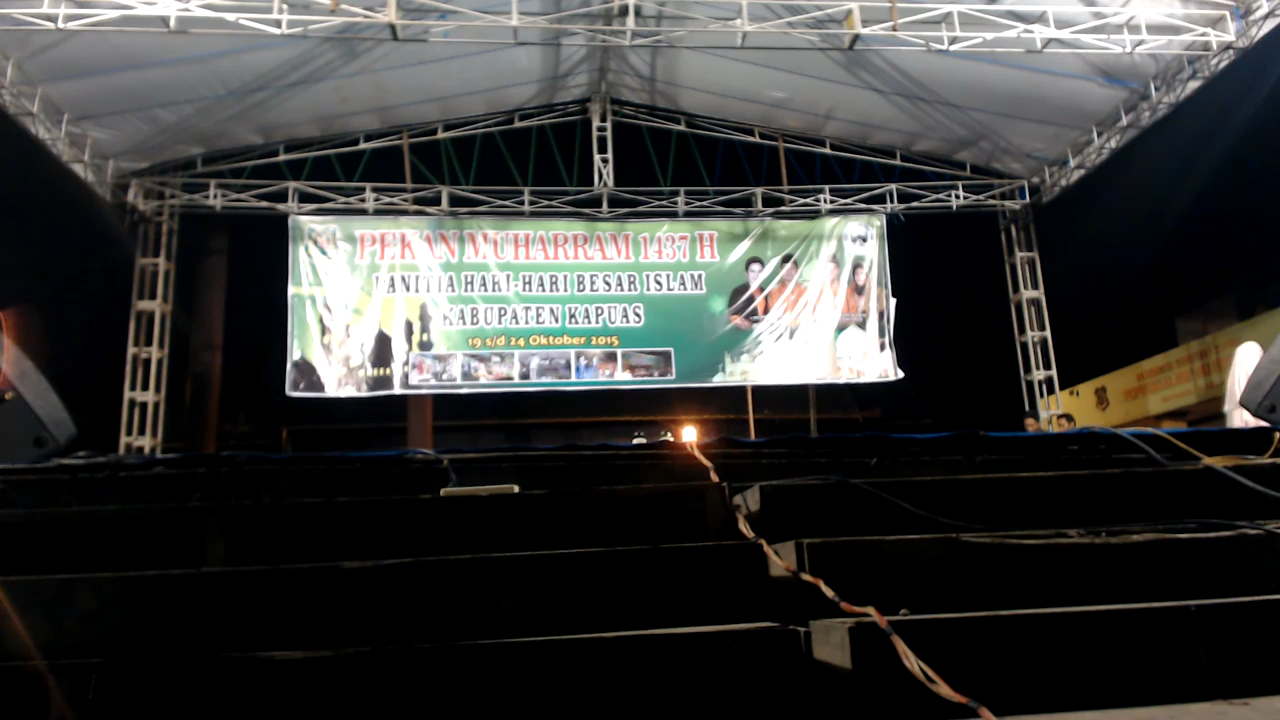 PEKAN MUHARRAM 1437 H
PANITIA HARI-HARI BESAR ISLAM
KABUPATEN KAPUAS
19 s/d 24 Oktober 2015